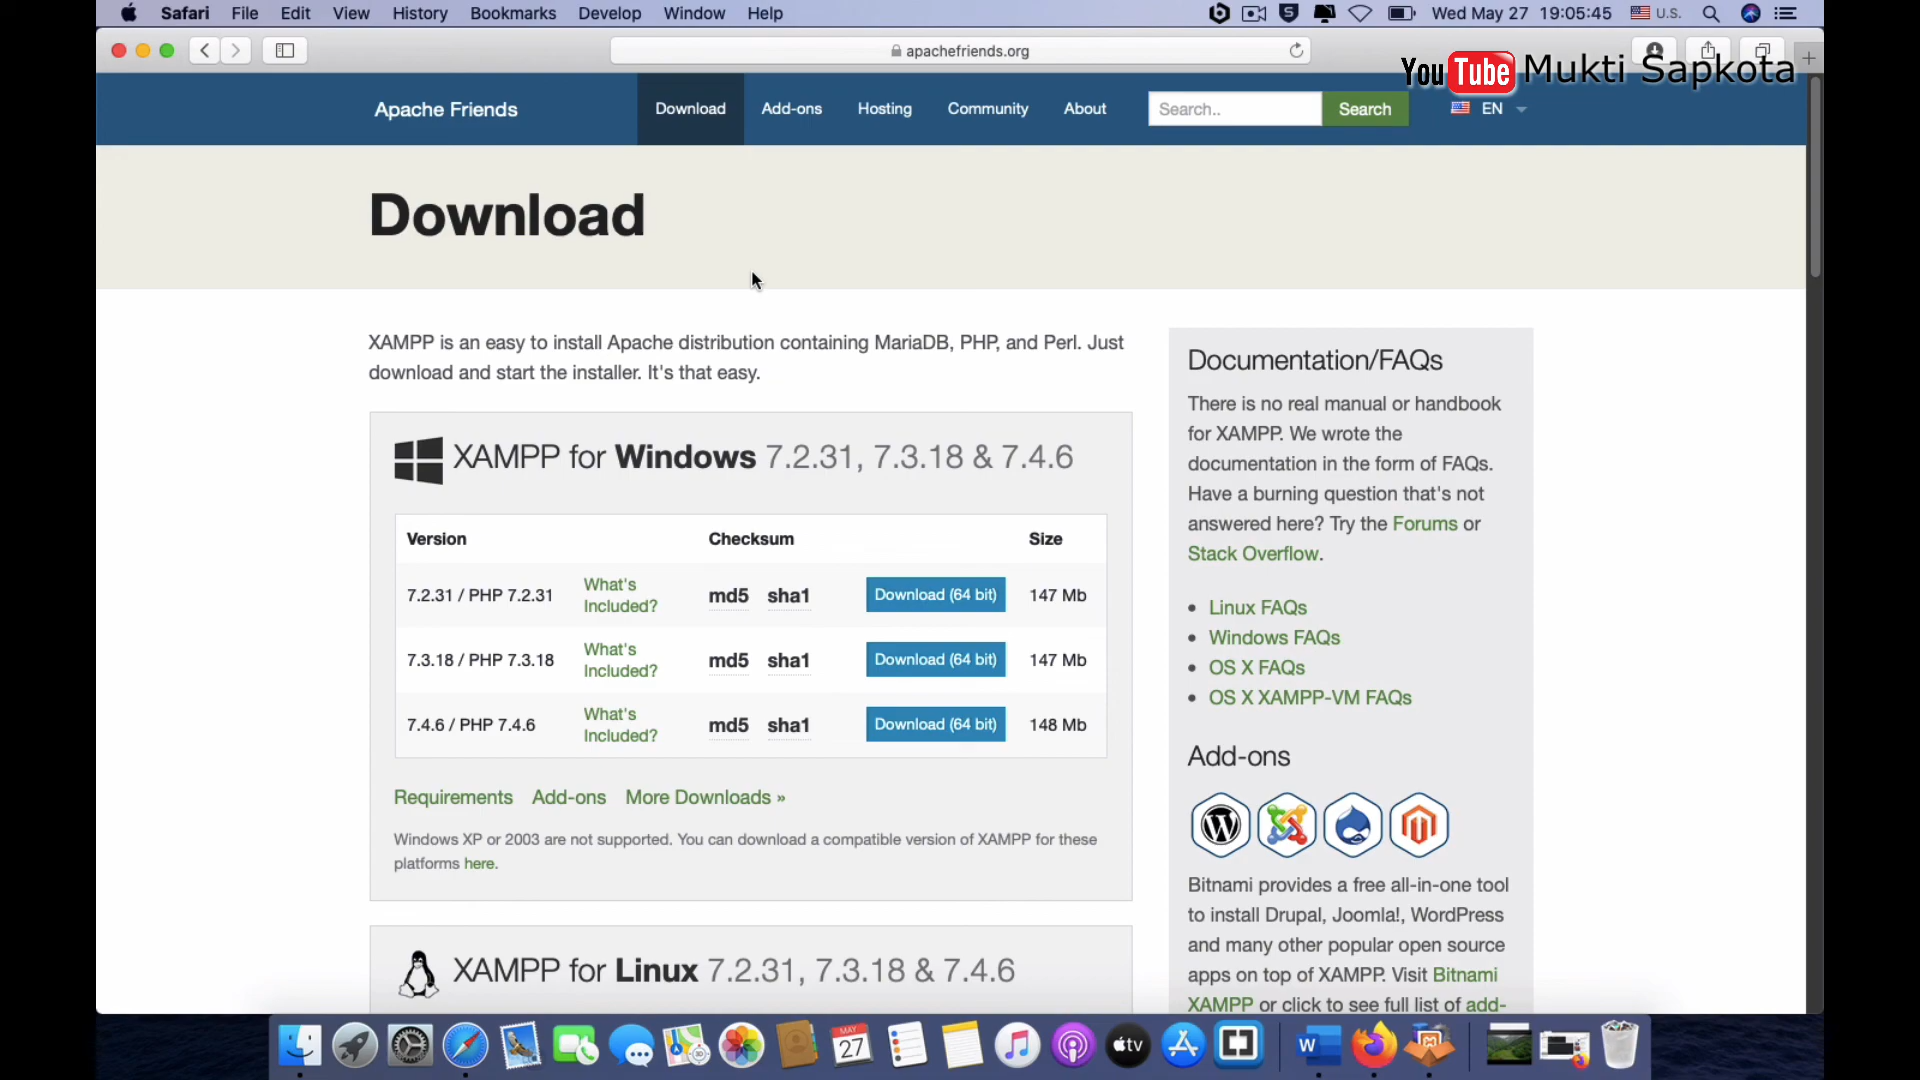 Safari File Edit View History Bookmarks Develop Window Help
Wed May 27 19:05:45 U.S.
apachefriends.org
You Tube Mukti Sapkota
Apache Friends Download Add-ons Hosting Community About Search.. Search EN
Download
XAMPP is an easy to install Apache distribution containing MariaDB, PHP, and Perl. Just
download and start the installer. It's that easy.
XAMPP for Windows 7.2.31, 7.3.18 & 7.4.6
Version Checksum Size
7.2.31 / PHP 7.2.31 What's
Included? md5 sha1 Download (64 bit) 147 Mb
7.3.18 / PHP 7.3.18 What's
Included? md5 sha1 Download (64 bit) 147 Mb
7.4.6 / PHP 7.4.6 What's
Included? md5 sha1 Download (64 bit) 148 Mb
Requirements Add-ons More Downloads »
Windows XP or 2003 are not supported. You can download a compatible version of XAMPP for these
platforms here.
XAMPP for Linux 7.2.31, 7.3.18 & 7.4.6
Documentation/FAQs
There is no real manual or handbook
for XAMPP. We wrote the
documentation in the form of FAQs.
Have a burning question that's not
answered here? Try the Forums or
Stack Overflow.
• Linux FAQs
• Windows FAQs
• OS X FAQs
• OS X XAMPP-VM FAQs
Add-ons
Bitnami provides a free all-in-one tool
to install Drupal, Joomla!, WordPress
and many other popular open source
apps on top of XAMPP. Visit Bitnami
XAMPP or click to see full list of add-
MAY
27
tv
W